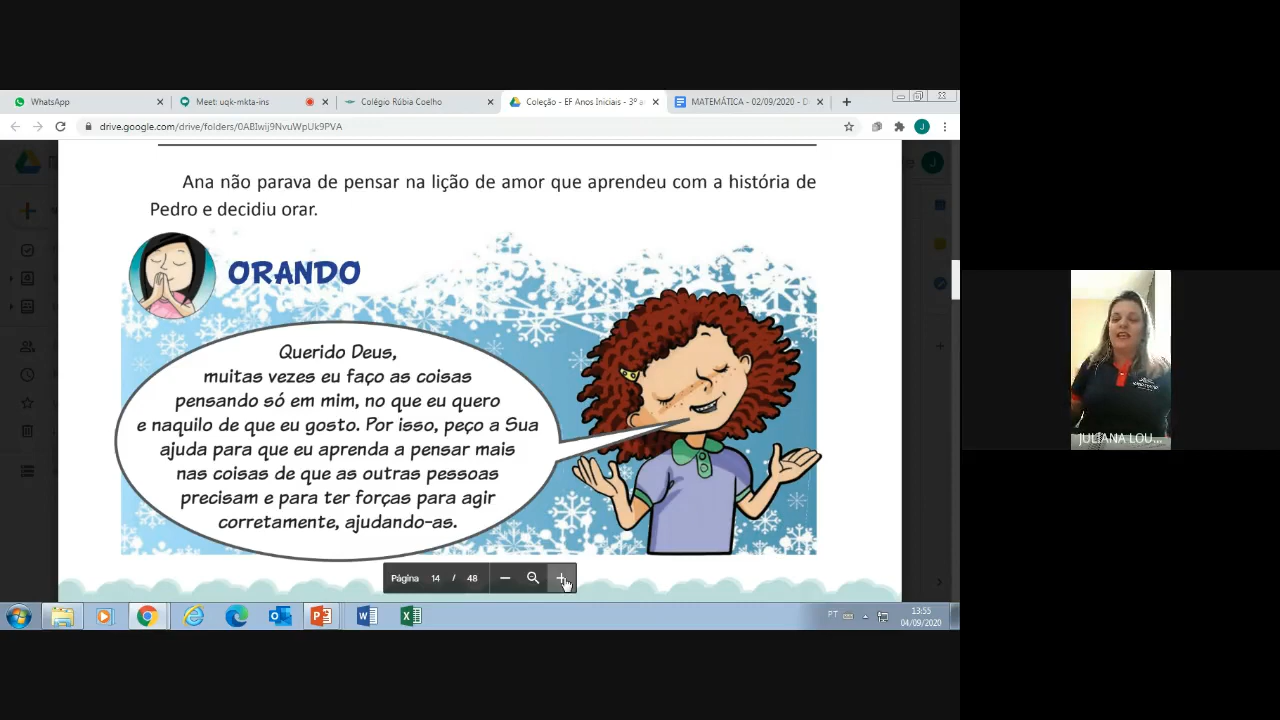 WhatsApp
Meet: uqk-mkta-ins
Colégio Rúbia Coelho
Coleção - EF Anos Iniciais - 3º a
MATEMÁTICA - 02/09/2020 - D
drive.google.com/drive/folders/0ABIwij9NvuWpUk9PVA
J
Ana não parava de pensar na lição de amor que aprendeu com a história de
Pedro e decidiu orar.
ORANDO
Querido Deus,
muitas vezes eu faço as coisas
pensando só em mim, no que eu quero
e naquilo de que eu gosto. Por isso, peço a Sua
ajuda para que eu aprenda a pensar mais
nas coisas de que as outras pessoas
precisam e para ter forças para agir
corretamente, ajudando-as.
Página 14 / 48
JULIANA LOU...
PT
13:55
04/09/2020